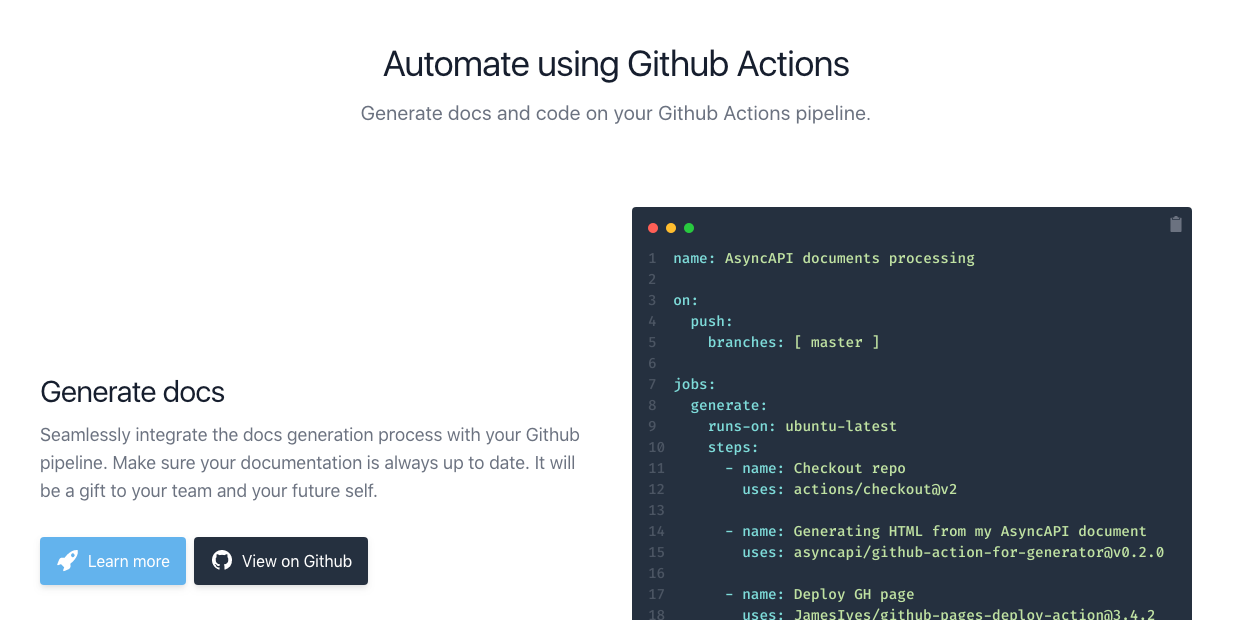 Automate using Github Actions
Generate docs and code on your Github Actions pipeline.
Generate docs
Seamlessly integrate the docs generation process with your Github
pipeline. Make sure your documentation is always up to date. It will
be a gift to your team and your future self.
Learn more
View on Github
1 name: AsyncAPI documents processing
2
3 on:
4   push:
5     branches: [ master ]
6
7 jobs:
8   generate:
9     runs-on: ubuntu-latest
10     steps:
11       - name: Checkout repo
12         uses: actions/checkout@v2
13
14       - name: Generating HTML from my AsyncAPI document
15         uses: asyncapi/github-action-for-generator@v0.2.0
16
17       - name: Deploy GH page
18         uses: JamesIves/github-pages-deploy-action@3.4.2